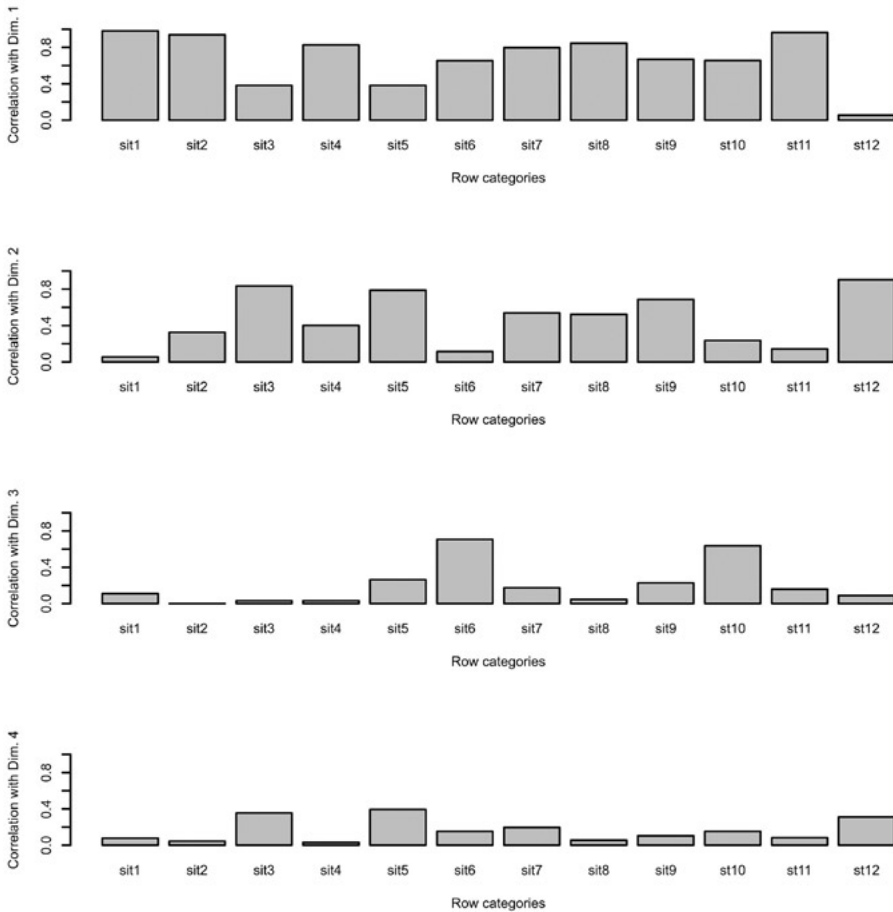 Correlation with Dim. 1
0.8
0.4
0.0
sit1 sit2 sit3 sit4 sit5 sit6 sit7 sit8 sit9 st10 st11 st12
Row categories
Correlation with Dim. 2
0.8
0.4
0.0
sit1 sit2 sit3 sit4 sit5 sit6 sit7 sit8 sit9 st10 st11 st12
Row categories
Correlation with Dim. 3
0.8
0.4
0.0
sit1 sit2 sit3 sit4 sit5 sit6 sit7 sit8 sit9 st10 st11 st12
Row categories
Correlation with Dim. 4
0.8
0.4
0.0
sit1 sit2 sit3 sit4 sit5 sit6 sit7 sit8 sit9 st10 st11 st12
Row categories